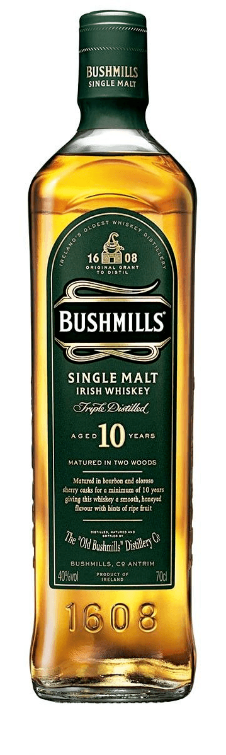 BUSHMILLS
SINGLE MALT
IRELAND'S OLDEST WHISKEY DISTILLERY
16 08
ORIGINAL GRANT
TO DISTIL
BUSHMILLS
SINGLE MALT
IRISH WHISKEY
Triple Distilled
AGED 10 YEARS
MATURED IN TWO WOODS
Matured in bourbon and oloroso
sherry casks for a minimum of 10 years
giving this whiskey a smooth, honeyed
flavour with hints of ripe fruit
DISTILLED, MATURED AND
BOTTLED BY
The "Old Bushmills" Distillery Co
BUSHMILLS, CO ANTRIM
40%vol
PRODUCT OF
IRELAND
70cl
1608